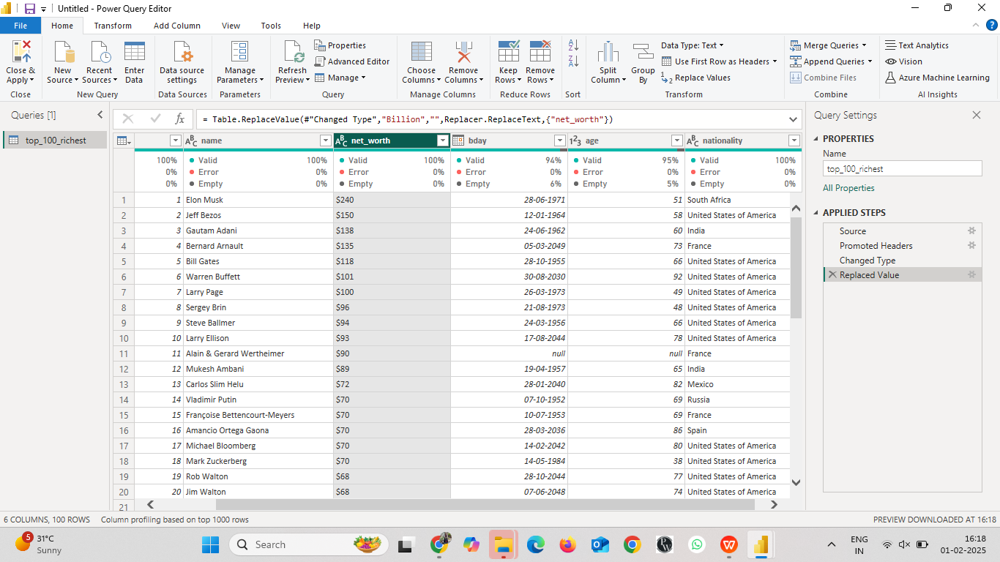 Untitled - Power Query Editor
File Home Transform Add Column View Tools Help
Close & Apply
New Source
Recent Sources
Enter Data
Data source settings
Manage Parameters
Refresh Preview
Properties
Advanced Editor
Manage
Choose Columns
Remove Columns
Keep Rows
Remove Rows
Split Column
Group By
Data Type: Text
Use First Row as Headers
Replace Values
Merge Queries
Append Queries
Combine Files
Text Analytics
Vision
Azure Machine Learning
Close New Query Data Sources Parameters Query Manage Columns Reduce Rows Sort Transform Combine AI Insights
Queries [1]
top_100_richest
fx = Table.ReplaceValue(#"Changed Type","Billion","",Replacer.ReplaceText,{"net_worth"})
name net_worth bday age nationality
100% Valid 100% Valid 100% Valid 94% Valid 95% Valid 100%
0% Error 0% Error 0% Error 0% Error 0% Error 0%
0% Empty 0% Empty 0% Empty 6% Empty 5% Empty 0%
1 1 Elon Musk $240 28-06-1971 51 South Africa
2 2 Jeff Bezos $150 12-01-1964 58 United States of America
3 3 Gautam Adani $138 24-06-1962 60 India
4 4 Bernard Arnault $135 05-03-2049 73 France
5 5 Bill Gates $118 28-10-1955 66 United States of America
6 6 Warren Buffett $101 30-08-2030 92 United States of America
7 7 Larry Page $100 26-03-1973 49 United States of America
8 8 Sergey Brin $96 21-08-1973 48 United States of America
9 9 Steve Ballmer $94 24-03-1956 66 United States of America
10 10 Larry Ellison $93 17-08-2044 78 United States of America
11 11 Alain & Gerard Wertheimer $90 null null France
12 12 Mukesh Ambani $89 19-04-1957 65 India
13 13 Carlos Slim Helu $72 28-01-2040 82 Mexico
14 14 Vladimir Putin $70 07-10-1952 69 Russia
15 15 Françoise Bettencourt-Meyers $70 10-07-1953 69 France
16 16 Amancio Ortega Gaona $70 28-03-2036 86 Spain
17 17 Michael Bloomberg $70 14-02-2042 80 United States of America
18 18 Mark Zuckerberg $70 14-05-1984 38 United States of America
19 19 Rob Walton $68 28-10-2044 77 United States of America
20 20 Jim Walton $68 07-06-2048 74 United States of America
21
Query Settings
PROPERTIES
Name
top_100_richest
All Properties
APPLIED STEPS
Source
Promoted Headers
Changed Type
Replaced Value
6 COLUMNS, 100 ROWS Column profiling based on top 1000 rows PREVIEW DOWNLOADED AT 16:18
5
31°C
Sunny
Search
ENG
IN
16:18
01-02-2025